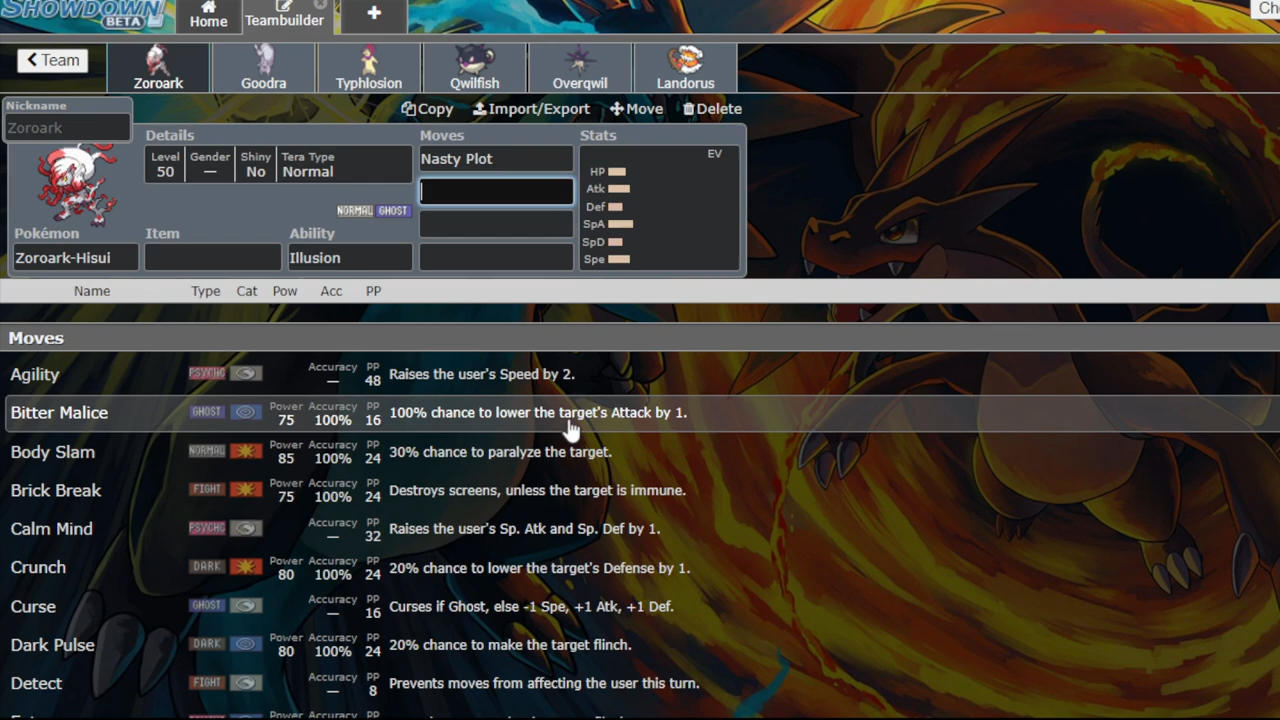 SHOWDOWN
BETA
Home
Teambuilder
Team
Zoroark
Goodra
Typhlosion
Qwilfish
Overqwil
Landorus
Copy Import/Export Move Delete
Nickname
Zoroark
Details
Level Gender Shiny Tera Type
50 — No Normal
NORMAL GHOST
Pokémon Item Ability
Zoroark-Hisui Illusion
Moves
Nasty Plot
Stats
EV
HP
Atk
Def
SpA
SpD
Spe
Name Type Cat Pow Acc PP
Moves
Agility PSYCHC Accuracy — PP 48 Raises the user's Speed by 2.
Bitter Malice GHOST Power 75 Accuracy 100% PP 16 100% chance to lower the target's Attack by 1.
Body Slam NORMAL Power 85 Accuracy 100% PP 24 30% chance to paralyze the target.
Brick Break FIGHT Power 75 Accuracy 100% PP 24 Destroys screens, unless the target is immune.
Calm Mind PSYCHC Accuracy — PP 32 Raises the user's Sp. Atk and Sp. Def by 1.
Crunch DARK Power 80 Accuracy 100% PP 24 20% chance to lower the target's Defense by 1.
Curse GHOST Accuracy — PP 16 Curses if Ghost, else -1 Spe, +1 Atk, +1 Def.
Dark Pulse DARK Power 80 Accuracy 100% PP 24 20% chance to make the target flinch.
Detect FIGHT Accuracy — PP 8 Prevents moves from affecting the user this turn.
Power Accuracy PP